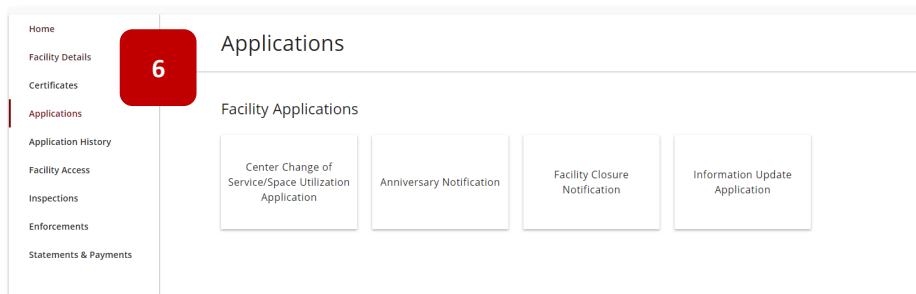 Home
Facility Details
Certificates
Applications
Application History
Facility Access
Inspections
Enforcements
Statements & Payments
6
Applications
Facility Applications
Center Change of
Service/Space Utilization
Application
Anniversary Notification
Facility Closure
Notification
Information Update
Application